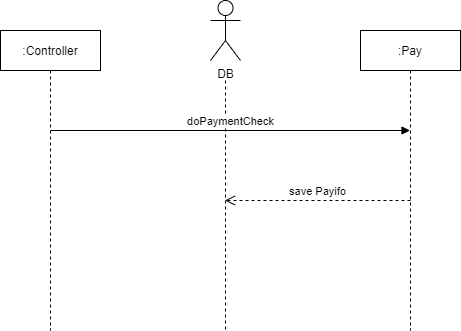 :Controller
DB
:Pay
doPaymentCheck
save Payifo